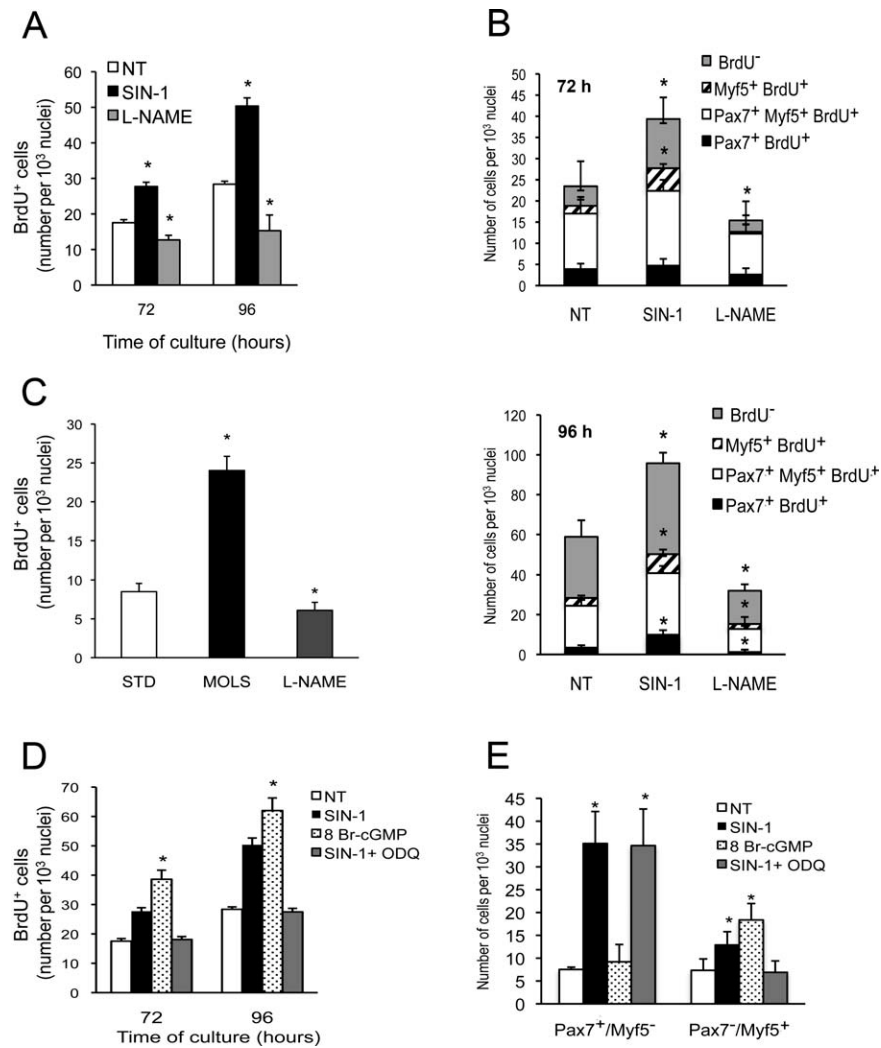 A
NT
SIN-1
L-NAME
BrdU⁺ cells
(number per 10³ nuclei)
60
50
40
30
20
10
0
*
*
*
*
72
96
Time of culture (hours)
B
72 h
BrdU⁻
Myf5⁺ BrdU⁺
Pax7⁺ Myf5⁺ BrdU⁺
Pax7⁺ BrdU⁺
Number of cells per 10³ nuclei
50
45
40
35
30
25
20
15
10
5
0
*
*
*
NT
SIN-1
L-NAME
96 h
BrdU⁻
Myf5⁺ BrdU⁺
Pax7⁺ Myf5⁺ BrdU⁺
Pax7⁺ BrdU⁺
Number of cells per 10³ nuclei
120
100
80
60
40
20
0
*
*
*
*
*
*
NT
SIN-1
L-NAME
C
BrdU⁺ cells
(number per 10³ nuclei)
30
25
20
15
10
5
0
*
*
STD
MOLS
L-NAME
D
NT
SIN-1
8 Br-cGMP
SIN-1+ ODQ
BrdU⁺ cells
(number per 10³ nuclei)
70
60
50
40
30
20
10
0
*
*
72
96
Time of culture (hours)
E
NT
SIN-1
8 Br-cGMP
SIN-1+ ODQ
Number of cells per 10³ nuclei
45
40
35
30
25
20
15
10
5
0
*
*
*
*
Pax7⁺/Myf5⁻
Pax7⁻/Myf5⁺